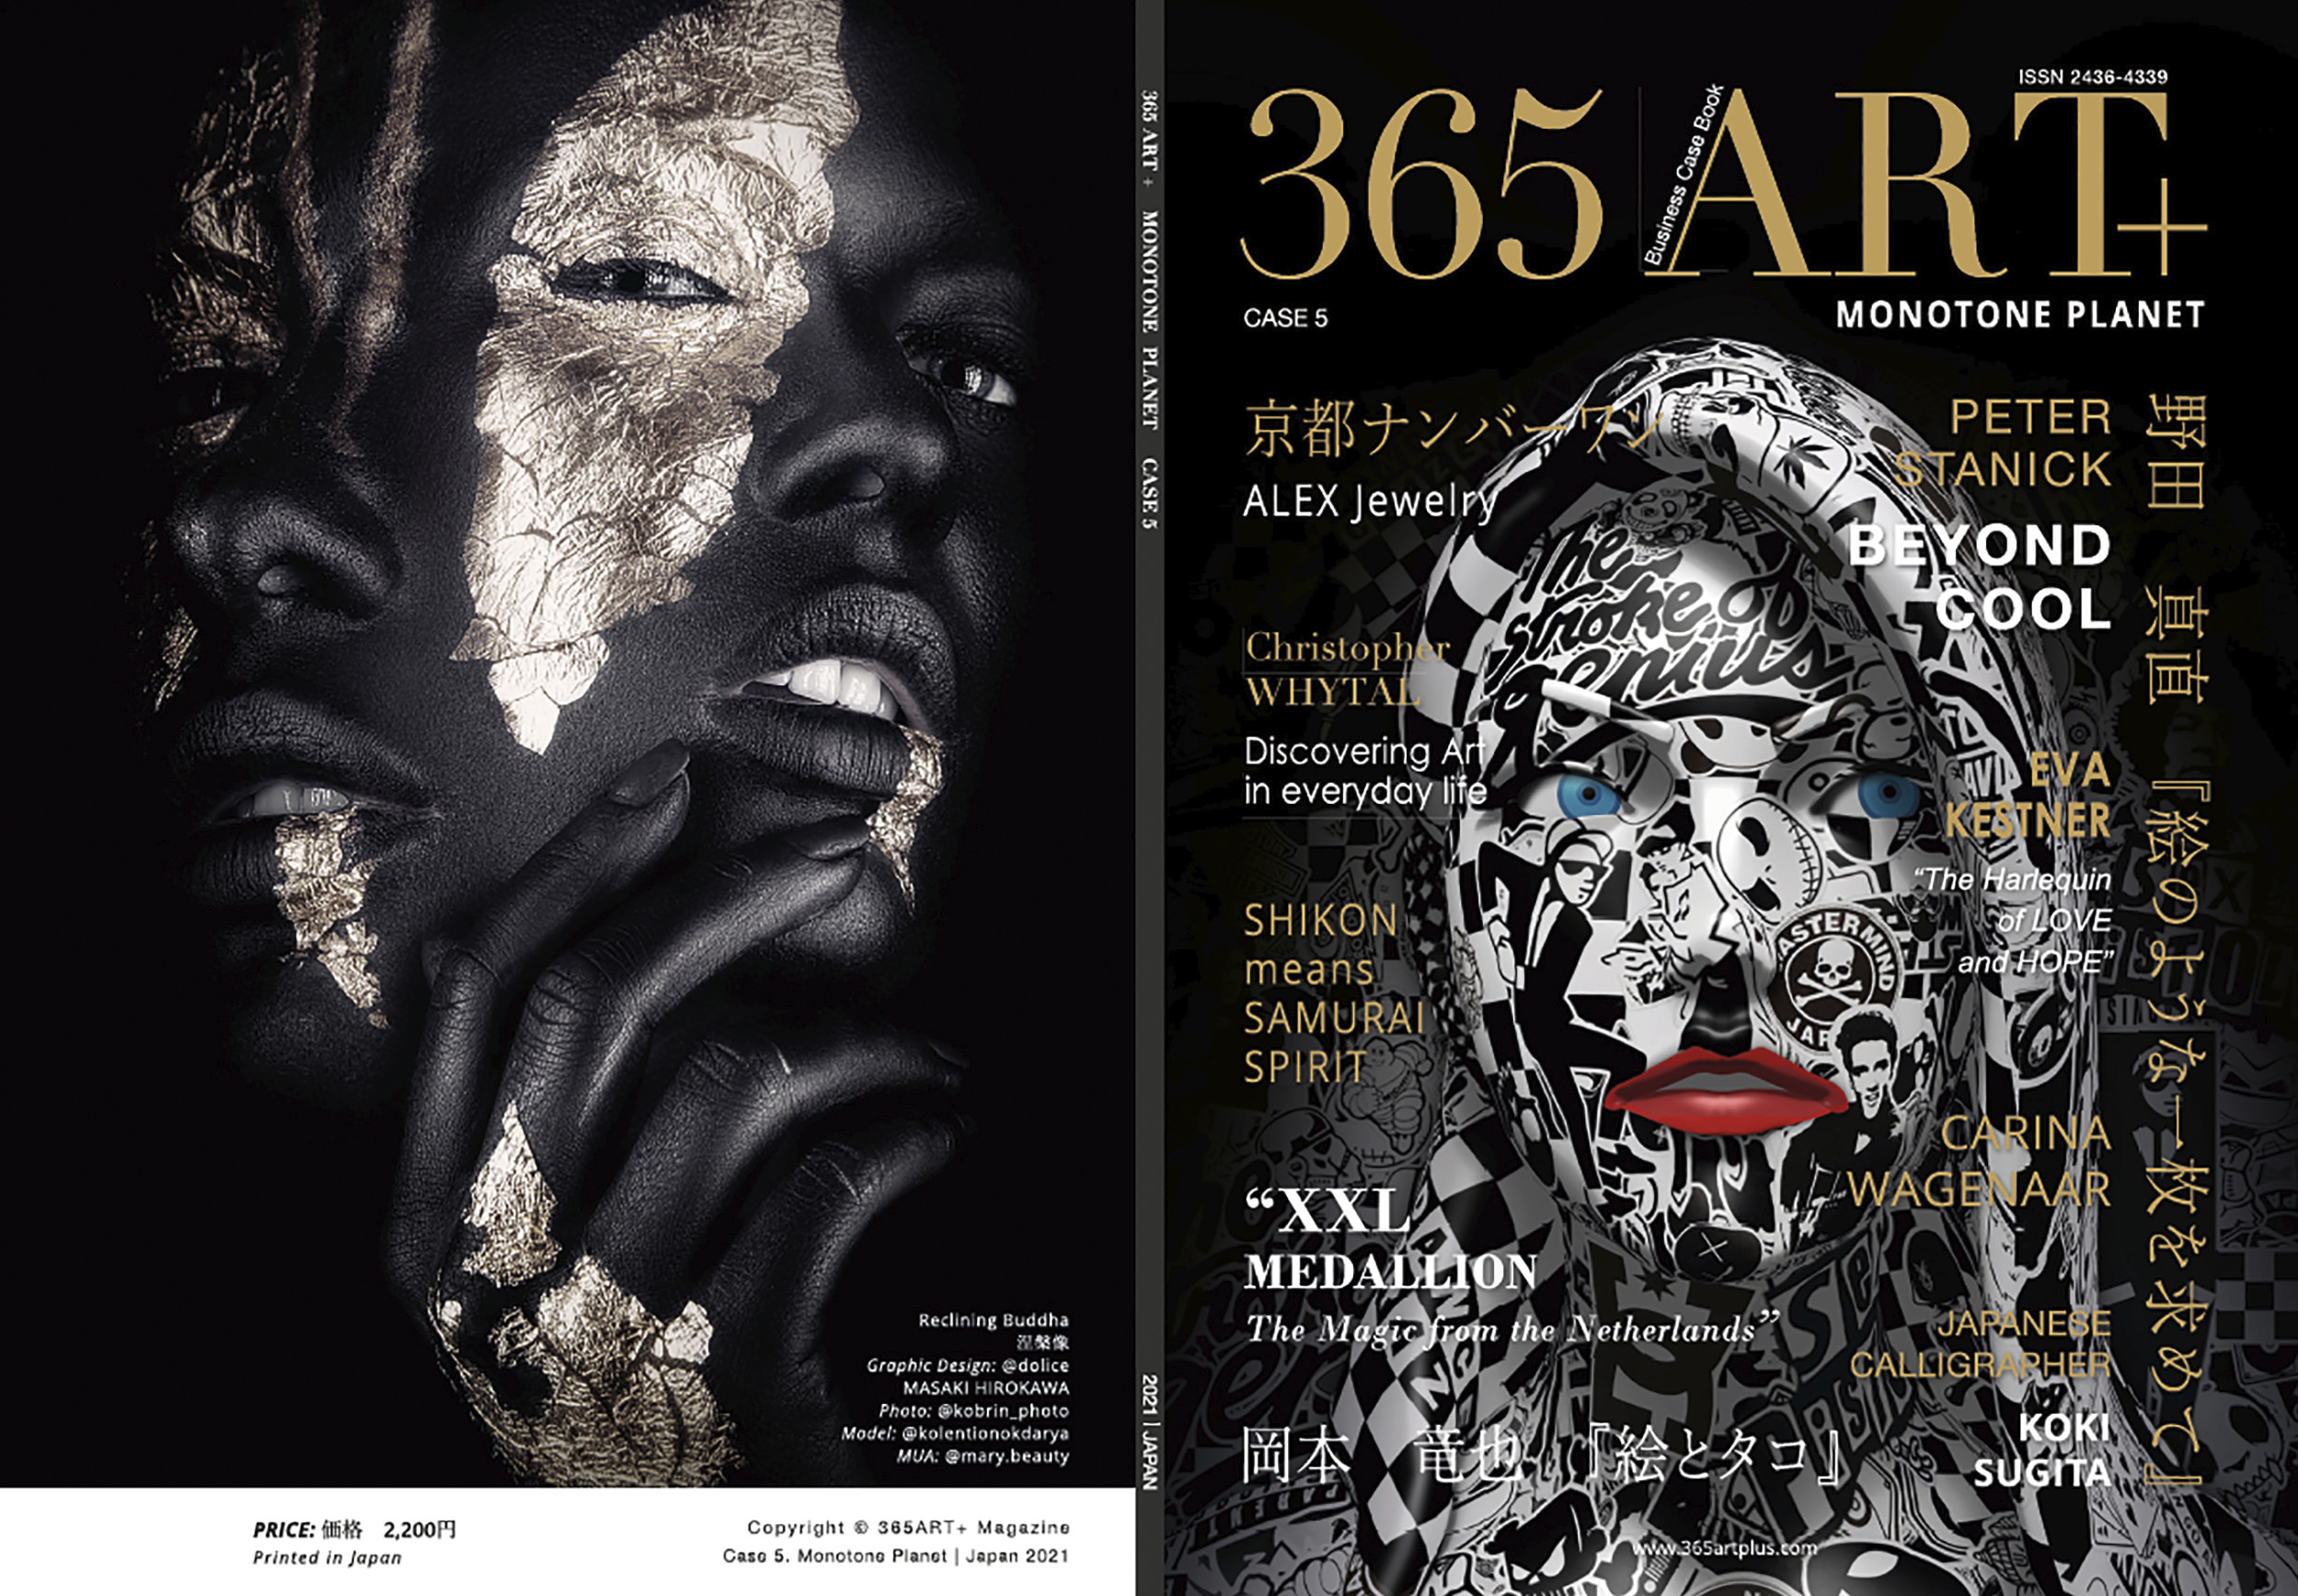 Reclining Buddha
涅槃像
Graphic Design: @dolice
MASAKI HIROKAWA
Photo: @kobrin_photo
Model: @kolentionokdarya
MUA: @mary.beauty
PRICE: 価格 2,200円
Printed in Japan
Copyright © 365ART+ Magazine
Case 5. Monotone Planet | Japan 2021
365 ART + MONOTONE PLANET CASE 5
2021 | JAPAN
ISSN 2436-4339
365 ART+
Business Case Book
CASE 5
MONOTONE PLANET
京都ナンバーワン
ALEX Jewelry
Christopher
WHYTAL
Discovering Art
in everyday life
SHIKON
means
SAMURAI
SPIRIT
“XXL
MEDALLION
The Magic from the Netherlands”
岡本 竜也 『絵とタコ』
PETER
STANICK
BEYOND
COOL
EVA
KESTNER
“The Harlequin
of LOVE
and HOPE”
CARINA
WAGENAAR
JAPANESE
CALLIGRAPHER
KOKI
SUGITA
野田 真直 『絵のような一枚を求めて』
The
stroke of
genius
MASTERMIND
www.365artplus.com